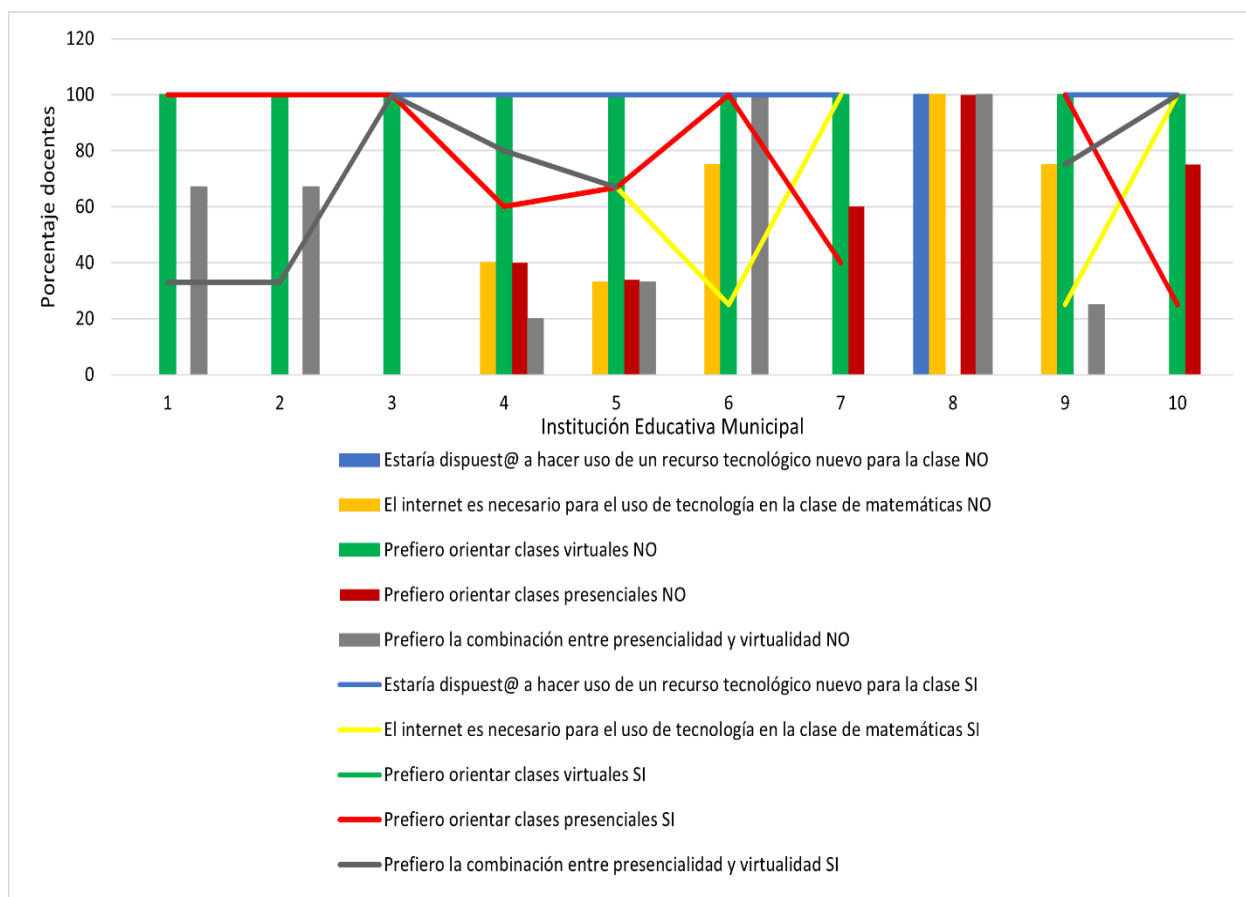 120
100
80
60
40
20
0
Porcentaje docentes
1 2 3 4 5 6 7 8 9 10
Institución Educativa Municipal
Estaría dispuest@ a hacer uso de un recurso tecnológico nuevo para la clase NO
El internet es necesario para el uso de tecnología en la clase de matemáticas NO
Prefiero orientar clases virtuales NO
Prefiero orientar clases presenciales NO
Prefiero la combinación entre presencialidad y virtualidad NO
Estaría dispuest@ a hacer uso de un recurso tecnológico nuevo para la clase SI
El internet es necesario para el uso de tecnología en la clase de matemáticas SI
Prefiero orientar clases virtuales SI
Prefiero orientar clases presenciales SI
Prefiero la combinación entre presencialidad y virtualidad SI